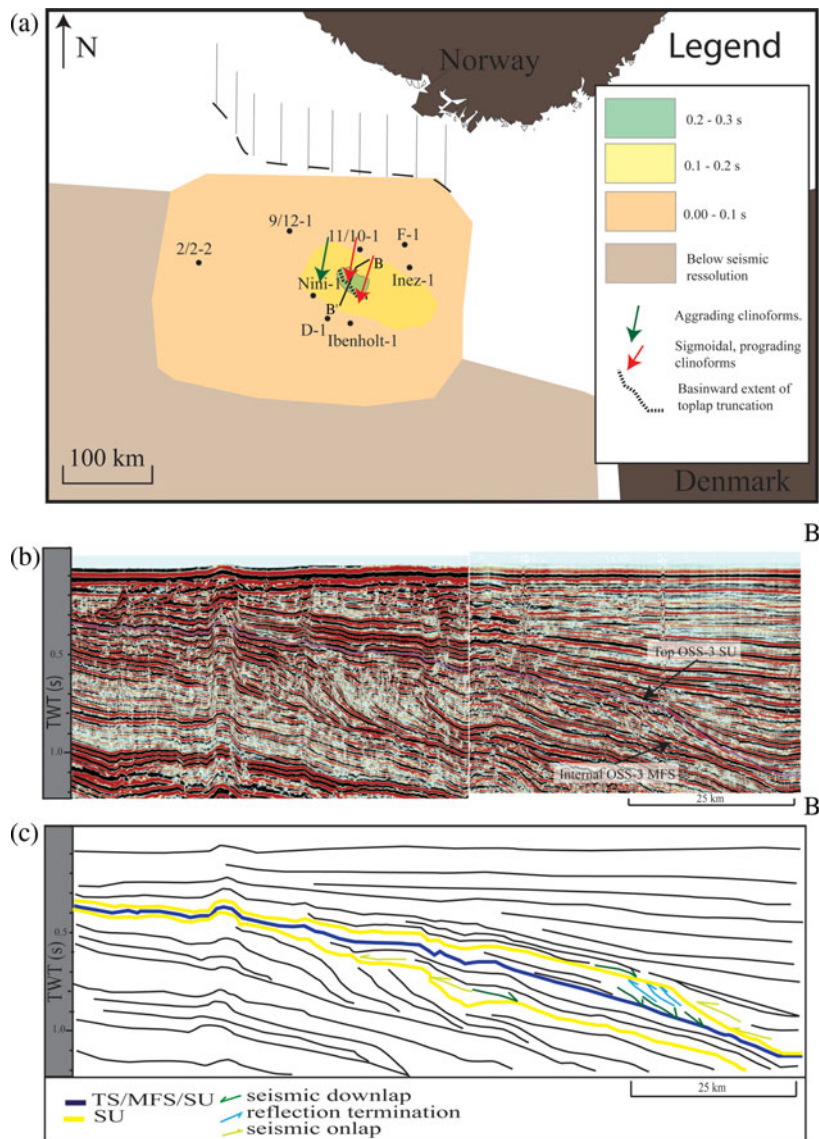 (a)
N
Norway
Legend
0.2 - 0.3 s
0.1 - 0.2 s
0.00 - 0.1 s
Below seismic
ressolution
Aggrading clinoforms.
Sigmoidal, prograding
clinoforms
Basinward extent of
toplap truncation
9/12-1
11/10-1
F-1
2/2-2
B
Nini-1
Inez-1
B'
D-1
Ibenholt-1
100 km
Denmark
B
(b)
TWT (s)
0.5
1.0
Top OSS-3 SU
Internal OSS-3 MFS
25 km
B
(c)
TWT (s)
0.5
1.0
25 km
TS/MFS/SU
SU
seismic downlap
reflection termination
seismic onlap